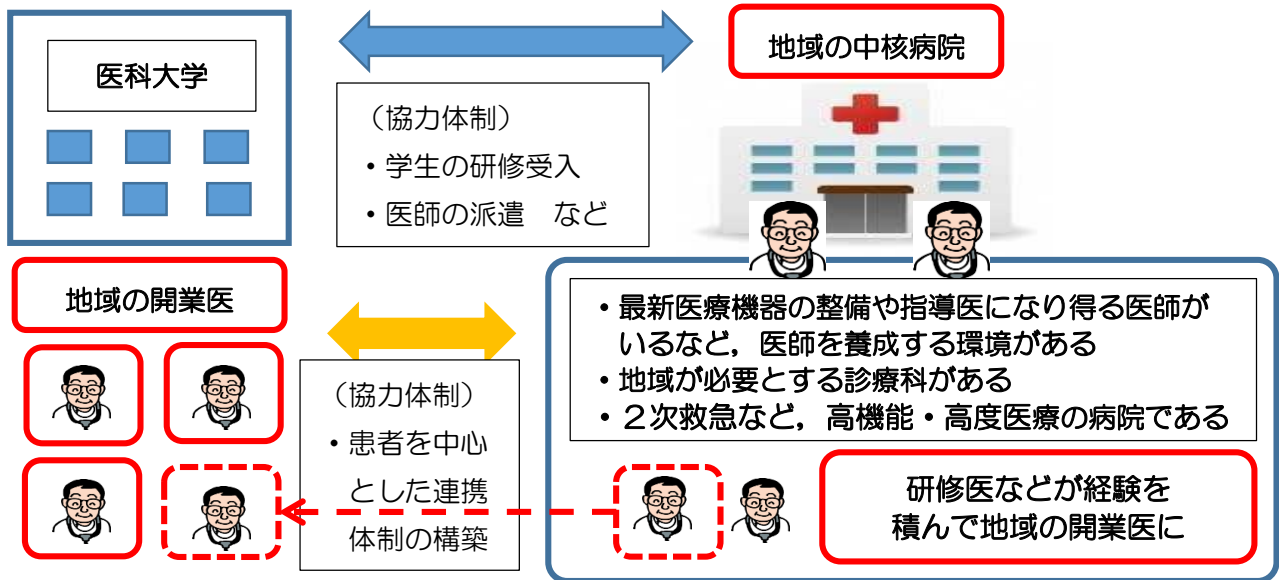 医科大学
（協力体制）
・学生の研修受入
・医師の派遣　など
地域の中核病院
地域の開業医
（協力体制）
・患者を中心
とした連携
体制の構築
・最新医療機器の整備や指導医になり得る医師が
いるなど，医師を養成する環境がある
・地域が必要とする診療科がある
・２次救急など，高機能・高度医療の病院である
研修医などが経験を
積んで地域の開業医に